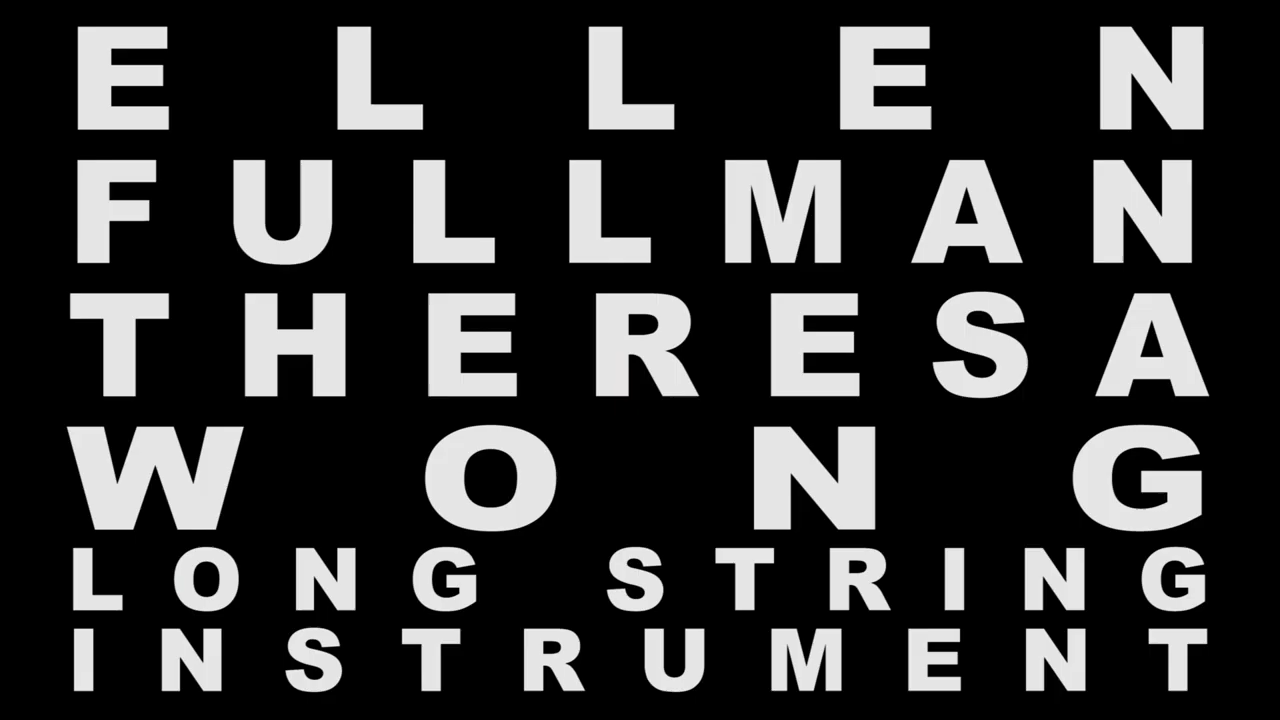 ELLEN
FULLMAN
THERESA
WONG
LONG STRING
INSTRUMENT